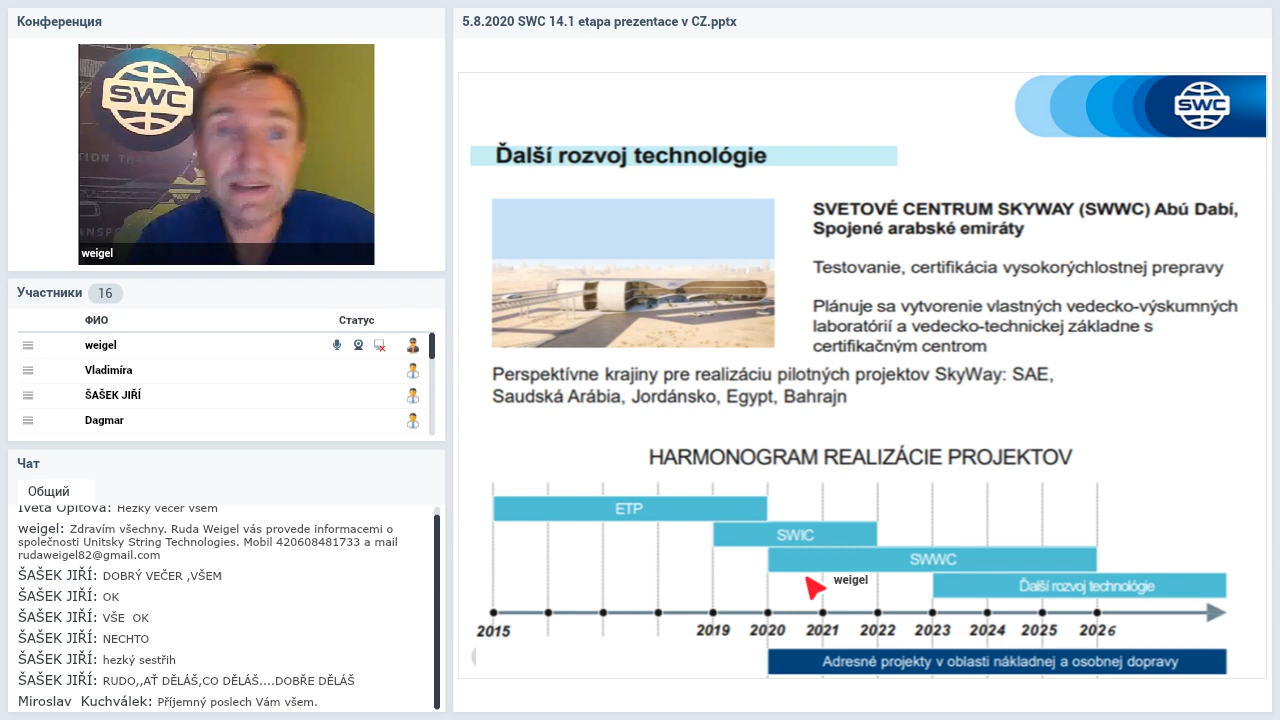 Конференция
SWC
weigel
Участники 16
ФИО Статус
weigel
Vladimíra
ŠAŠEK JIŘÍ
Dagmar
Чат
Общий
Iveta Opitová: Hezký večer všem
weigel: Zdravím všechny. Ruda Weigel vás provede informacemi o
společnosti Unitsky String Technologies. Mobil 420608481733 a mail
rudaweigel82@gmail.com
ŠAŠEK JIŘÍ: DOBRÝ VEČER ,VŠEM
ŠAŠEK JIŘÍ: OK
ŠAŠEK JIŘÍ: VŠE OK
ŠAŠEK JIŘÍ: NECHTO
ŠAŠEK JIŘÍ: hezký sestřih
ŠAŠEK JIŘÍ: RUDO,,AŤ DĚLÁŠ,CO DĚLÁŠ....DOBŘE DĚLÁŠ
Miroslav Kuchválek: Příjemný poslech Vám všem.
5.8.2020 SWC 14.1 etapa prezentace v CZ.pptx
SWC
Ďalší rozvoj technológie
SVETOVÉ CENTRUM SKYWAY (SWWC) Abú Dabí,
Spojené arabské emiráty
Testovanie, certifikácia vysokorýchlostnej prepravy
Plánuje sa vytvorenie vlastných vedecko-výskumných
laboratórií a vedecko-technickej základne s
certifikačným centrom
Perspektívne krajiny pre realizáciu pilotných projektov SkyWay: SAE,
Saudská Arábia, Jordánsko, Egypt, Bahrajn
HARMONOGRAM REALIZÁCIE PROJEKTOV
ETP
SWIC
SWWC
weigel
Ďalší rozvoj technológie
2015 2019 2020 2021 2022 2023 2024 2025 2026
Adresné projekty v oblasti nákladnej a osobnej dopravy